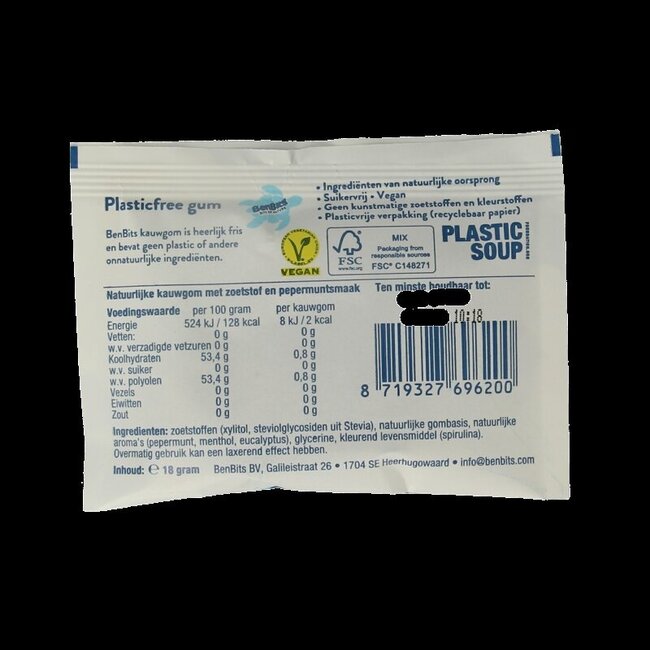 Plasticfree gum
BenBits
BenBits kauwgom is heerlijk fris
en bevat geen plastic of andere
onnatuurlijke ingrediënten.
• Ingrediënten van natuurlijke oorsprong
• Suikervrij • Vegan
• Geen kunstmatige zoetstoffen en kleurstoffen
• Plasticvrije verpakking (recyclebaar papier)
VEGAN
FSC
www.fsc.org
MIX
Packaging from
responsible sources
FSC® C148271
PLASTIC
SOUP
FOUNDATION.ORG
Natuurlijke kauwgom met zoetstof en pepermuntsmaak
Voedingswaarde per 100 gram per kauwgom
Energie 524 kJ / 128 kcal 8 kJ / 2 kcal
Vetten: 0 g 0 g
w.v. verzadigde vetzuren 0 g 0 g
Koolhydraten 53,4 g 0,8 g
w.v. suiker 0 g 0 g
w.v. polyolen 53,4 g 0,8 g
Vezels 0 g 0 g
Eiwitten 0 g 0 g
Zout 0 g 0 g
Ten minste houdbaar tot:
10:18
8 719327 696200
Ingredienten: zoetstoffen (xylitol, steviolglycosiden uit Stevia), natuurlijke gombasis, natuurlijke
aroma's (pepermunt, menthol, eucalyptus), glycerine, kleurend levensmiddel (spirulina).
Overmatig gebruik kan een laxerend effect hebben.
Inhoud: ℮ 18 gram BenBits BV, Galileistraat 26 • 1704 SE Heerhugowaard • info@benbits.com